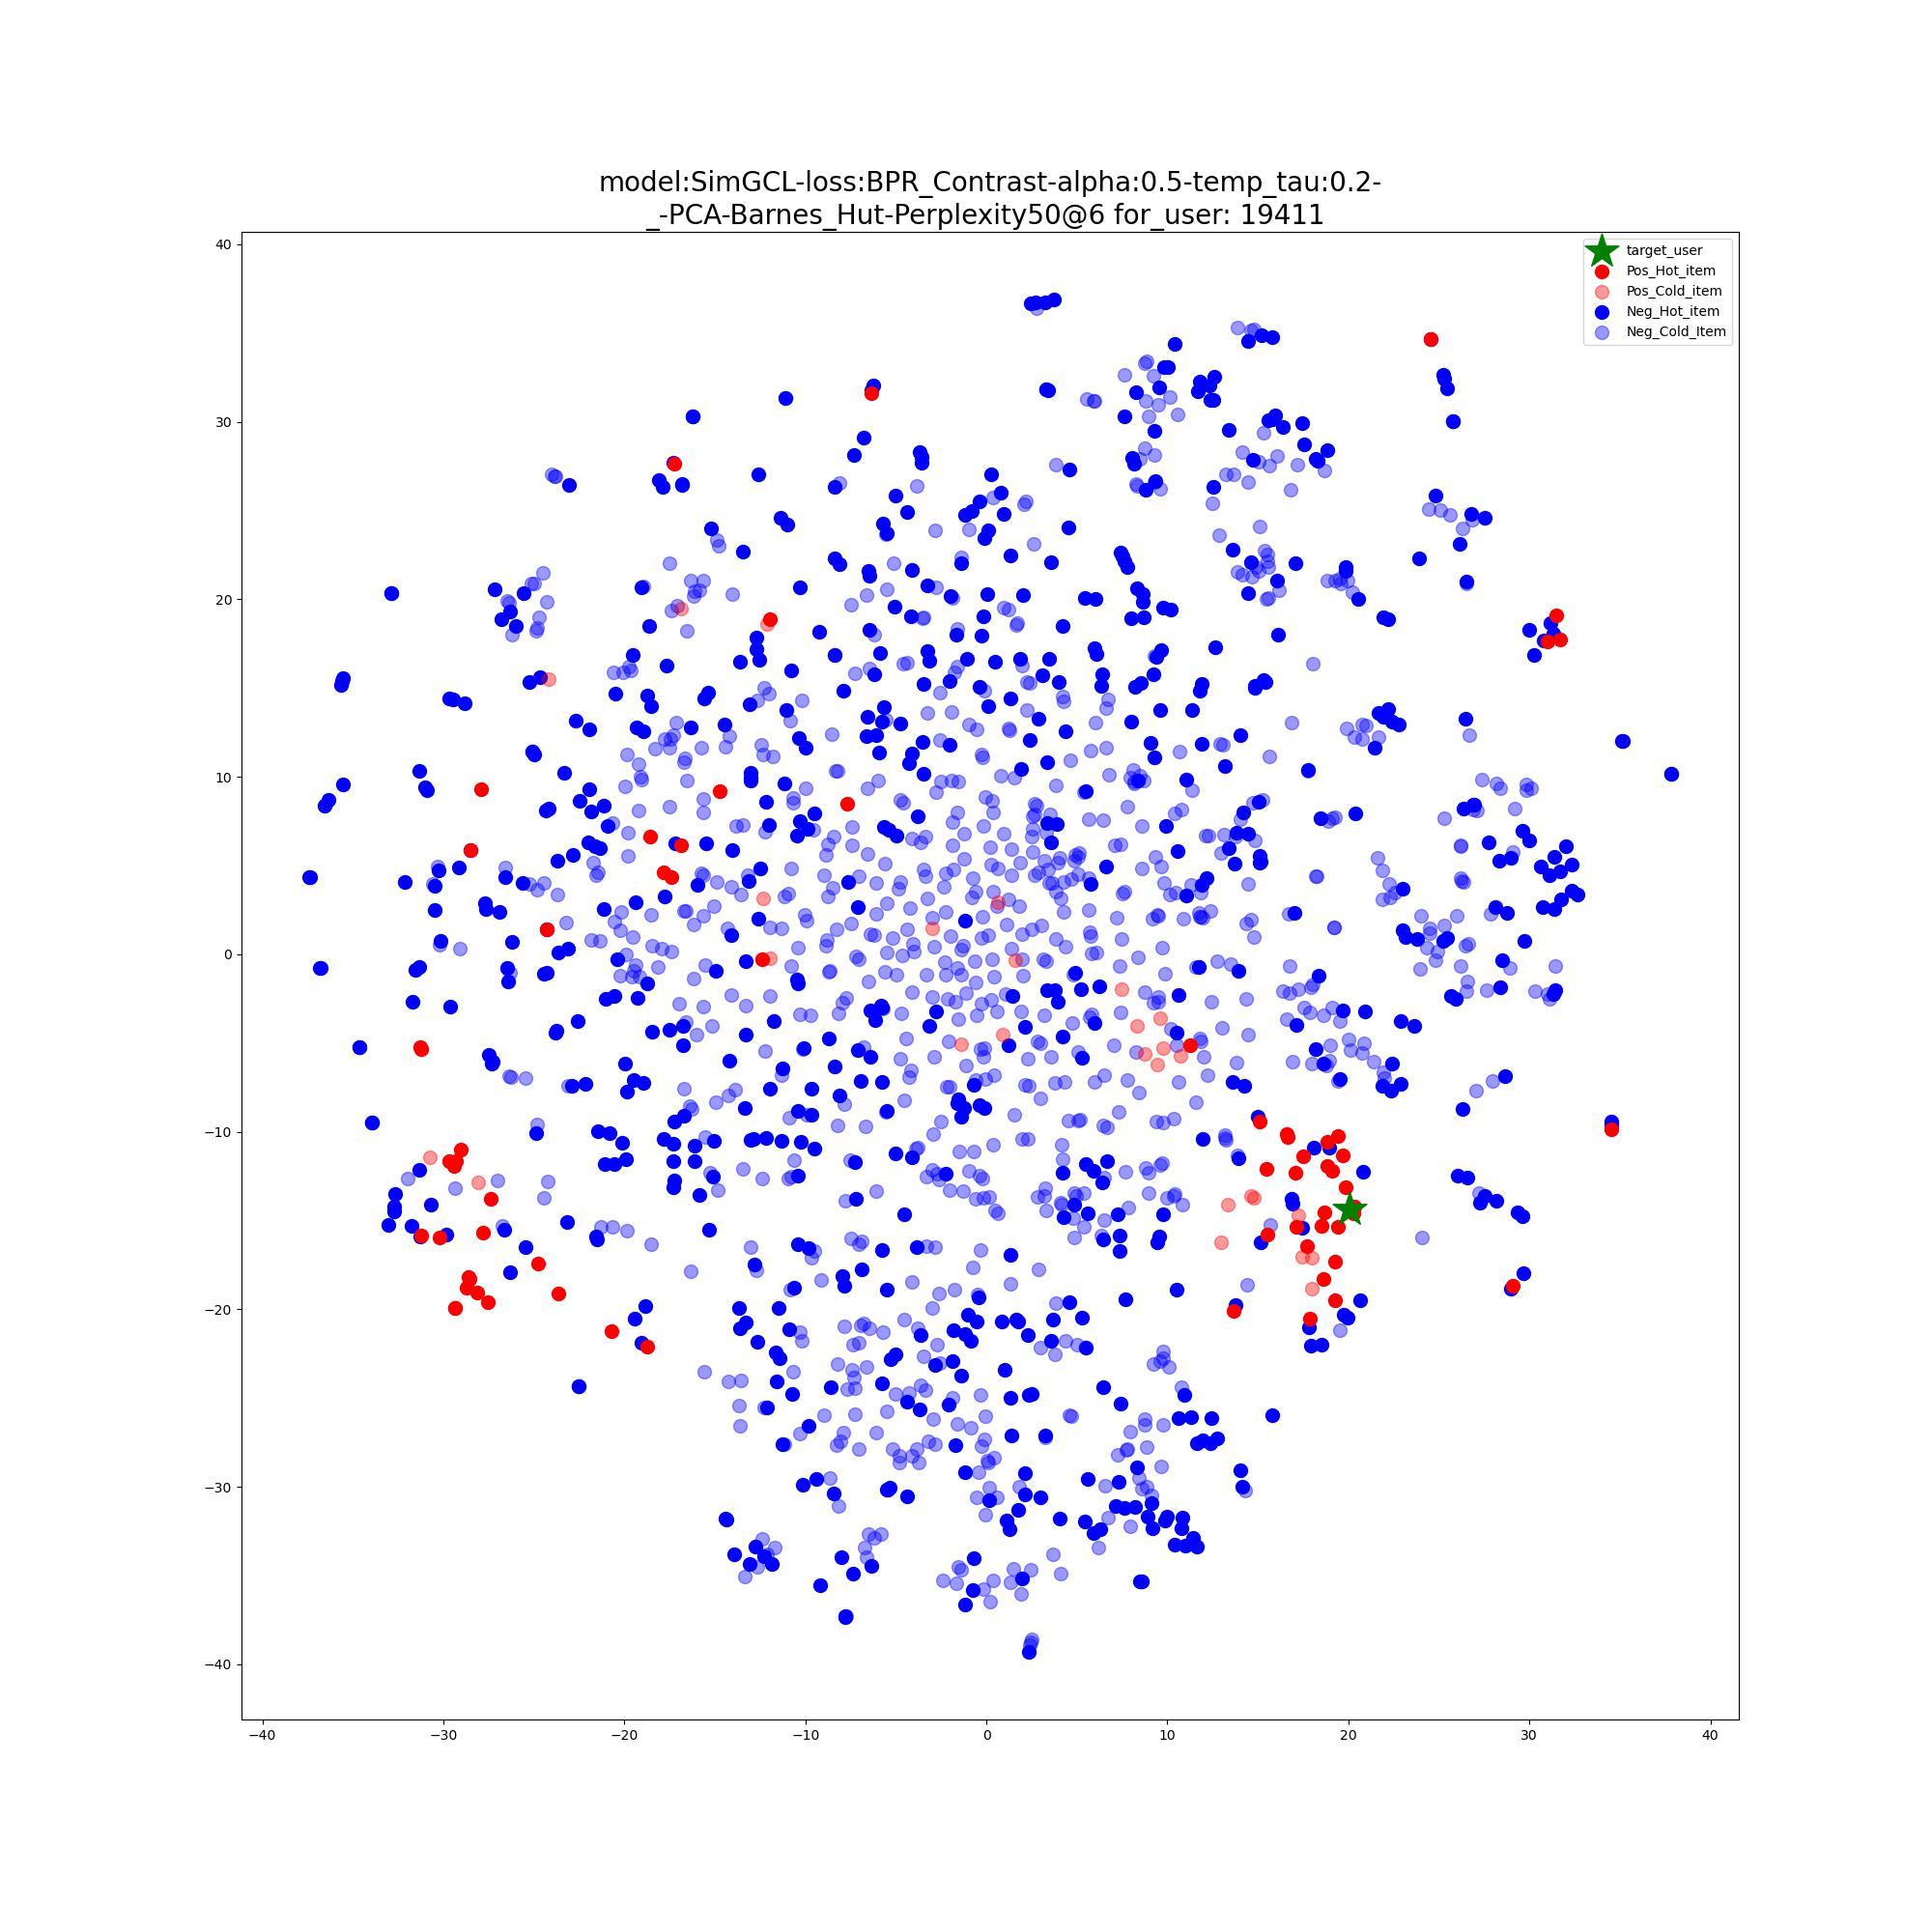 model:SimGCL-loss:BPR_Contrast-alpha:0.5-temp_tau:0.2-
_-PCA-Barnes_Hut-Perplexity50@6 for_user: 19411
target_user
Pos_Hot_item
Pos_Cold_item
Neg_Hot_item
Neg_Cold_Item
40
30
20
10
0
−10
−20
−30
−40
−40
−30
−20
−10
0
10
20
30
40